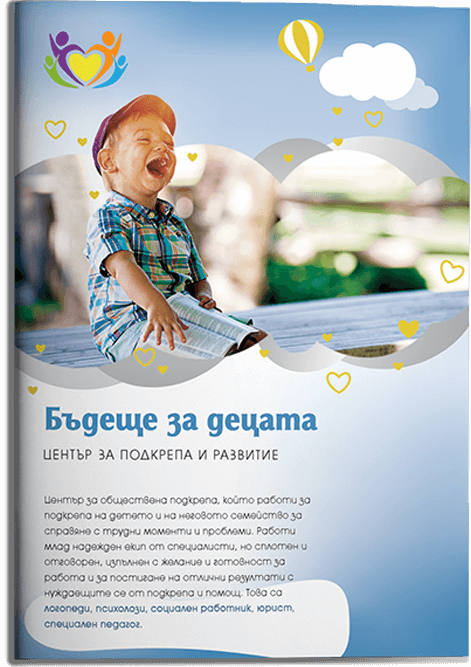 Бъдеще за децата
ЦЕНТЪР ЗА ПОДКРЕПА И РАЗВИТИЕ
Център за обществена подкрепа, който работи за
подкрепа на детето и на неговото семейство за
справяне с трудни моменти и проблеми. Работи
млад надежден екип от специалисти, но сплотен и
отговорен, изпълнен с желание и готовност за
работа и за постигане на отлични резултати с
нуждаещите се от подкрепа и помощ. Това са
логопеди, психолози, социален работник, юрист,
специален педагог.